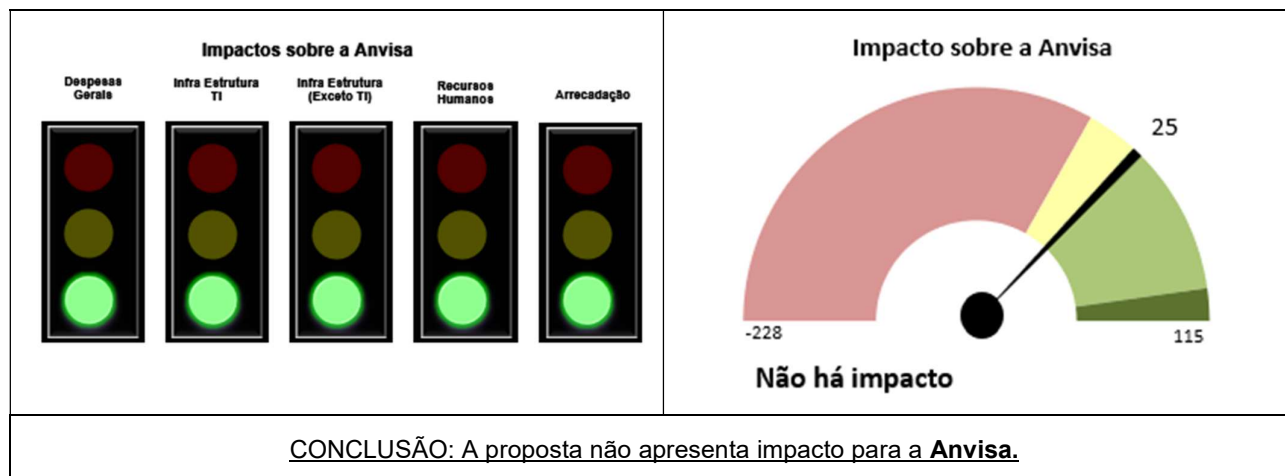 Impactos sobre a Anvisa
Despesas
Gerais
Infra Estrutura
TI
Infra Estrutura
(Exceto TI)
Recursos
Humanos
Arrecadação
Impacto sobre a Anvisa
25
-228
115
Não há impacto
CONCLUSÃO: A proposta não apresenta impacto para a Anvisa.